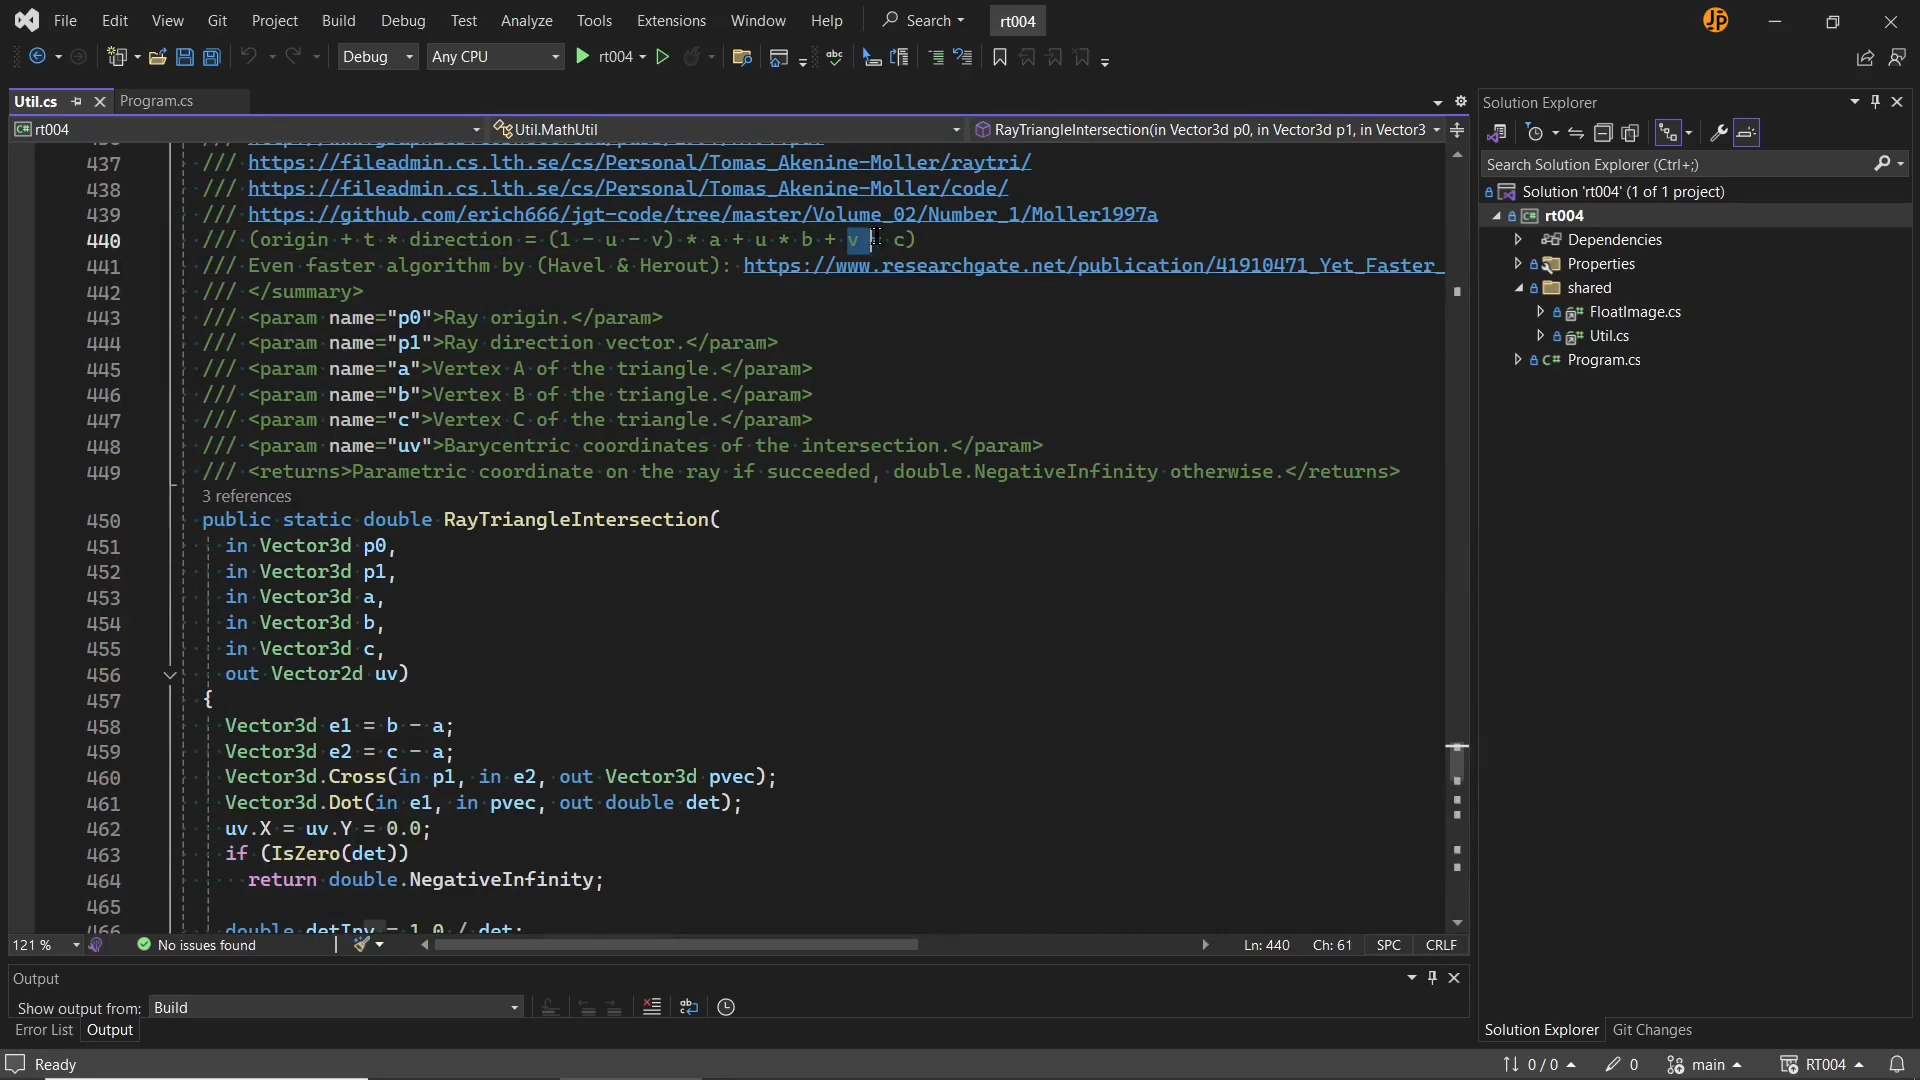 File Edit View Git Project Build Debug Test Analyze Tools Extensions Window Help Search rt004 JP
Debug Any CPU rt004
Util.cs Program.cs
rt004 Util.MathUtil RayTriangleIntersection(in Vector3d p0, in Vector3d p1, in Vector3
437 /// https://fileadmin.cs.lth.se/cs/Personal/Tomas_Akenine-Moller/raytri/
438 /// https://fileadmin.cs.lth.se/cs/Personal/Tomas_Akenine-Moller/code/
439 /// https://github.com/erich666/jgt-code/tree/master/Volume_02/Number_1/Moller1997a
440 /// (origin + t * direction = (1 - u - v) * a + u * b + v * c)
441 /// Even faster algorithm by (Havel & Herout): https://www.researchgate.net/publication/41910471_Yet_Faster_
442 /// </summary>
443 /// <param name="p0">Ray origin.</param>
444 /// <param name="p1">Ray direction vector.</param>
445 /// <param name="a">Vertex A of the triangle.</param>
446 /// <param name="b">Vertex B of the triangle.</param>
447 /// <param name="c">Vertex C of the triangle.</param>
448 /// <param name="uv">Barycentric coordinates of the intersection.</param>
449 /// <returns>Parametric coordinate on the ray if succeeded, double.NegativeInfinity otherwise.</returns>
3 references
450 public static double RayTriangleIntersection(
451 in Vector3d p0,
452 in Vector3d p1,
453 in Vector3d a,
454 in Vector3d b,
455 in Vector3d c,
456 out Vector2d uv)
457 {
458 Vector3d e1 = b - a;
459 Vector3d e2 = c - a;
460 Vector3d.Cross(in p1, in e2, out Vector3d pvec);
461 Vector3d.Dot(in e1, in pvec, out double det);
462 uv.X = uv.Y = 0.0;
463 if (IsZero(det))
464 return double.NegativeInfinity;
465
466 double detInv = 1.0 / det;
121 % No issues found Ln: 440 Ch: 61 SPC CRLF
Output
Show output from: Build
Error List Output
Solution Explorer
Search Solution Explorer (Ctrl+;)
Solution 'rt004' (1 of 1 project)
rt004
Dependencies
Properties
shared
FloatImage.cs
Util.cs
Program.cs
Solution Explorer Git Changes
Ready 0 / 0 0 main RT004